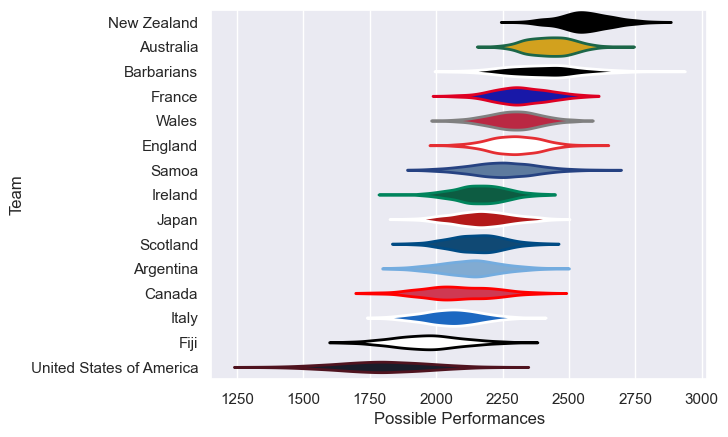 New Zealand
Australia
Barbarians
France
Wales
England
Samoa
Ireland
Japan
Scotland
Argentina
Canada
Italy
Fiji
United States of America
Team
1250 1500 1750 2000 2250 2500 2750 3000
Possible Performances